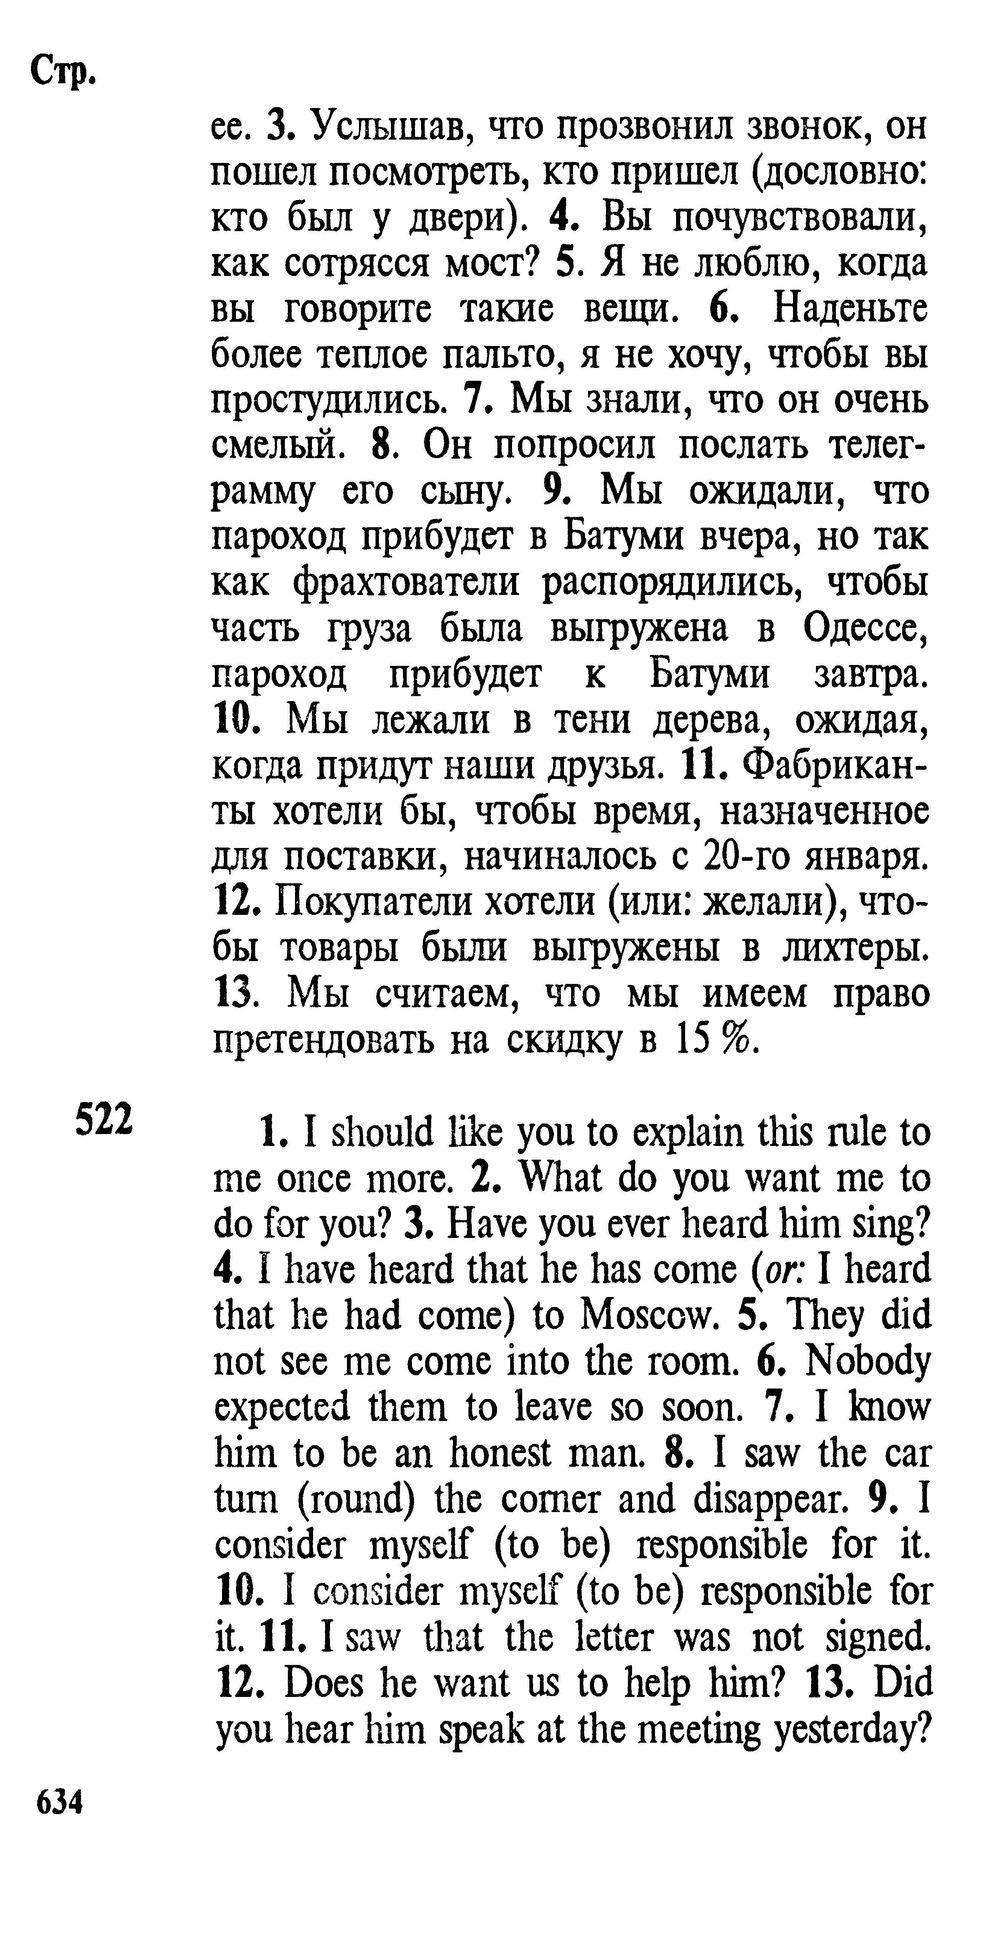 Стр.
ее. 3. Услышав, что прозвонил звонок, он
пошел посмотреть, кто пришел (дословно:
кто был у двери). 4. Вы почувствовали,
как сотрясся мост? 5. Я не люблю, когда
вы говорите такие вещи. 6. Наденьте
более теплое пальто, я не хочу, чтобы вы
простудились. 7. Мы знали, что он очень
смелый. 8. Он попросил послать телег-
рамму его сыну. 9. Мы ожидали, что
пароход прибудет в Батуми вчера, но так
как фрахтователи распорядились, чтобы
часть груза была выгружена в Одессе,
пароход прибудет к Батуми завтра.
10. Мы лежали в тени дерева, ожидая,
когда придут наши друзья. 11. Фабрикан-
ты хотели бы, чтобы время, назначенное
для поставки, начиналось с 20-го января.
12. Покупатели хотели (или: желали), что-
бы товары были выгружены в лихтеры.
13. Мы считаем, что мы имеем право
претендовать на скидку в 15 %.
522 1. I should like you to explain this rule to
me once more. 2. What do you want me to
do for you? 3. Have you ever heard him sing?
4. I have heard that he has come (or: I heard
that he had come) to Moscow. 5. They did
not see me come into the room. 6. Nobody
expected them to leave so soon. 7. I know
him to be an honest man. 8. I saw the car
turn (round) the corner and disappear. 9. I
consider myself (to be) responsible for it.
10. I consider myself (to be) responsible for
it. 11. I saw that the letter was not signed.
12. Does he want us to help him? 13. Did
you hear him speak at the meeting yesterday?
634